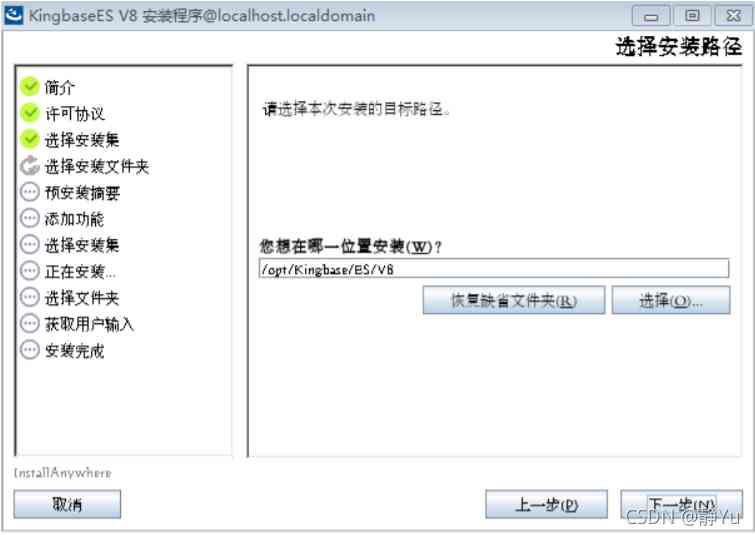 KingbaseES V8 安装程序@localhost.localdomain
选择安装路径
简介
许可协议
选择安装集
选择安装文件夹
预安装摘要
添加功能
选择安装集
正在安装...
选择文件夹
获取用户输入
安装完成
请选择本次安装的目标路径。
您想在哪一位置安装(W)?
/opt/Kingbase/ES/V8
恢复缺省文件夹(R)
选择(O)...
InstallAnywhere
取消
上一步(P)
下一步(N)
CSDN @静Yu